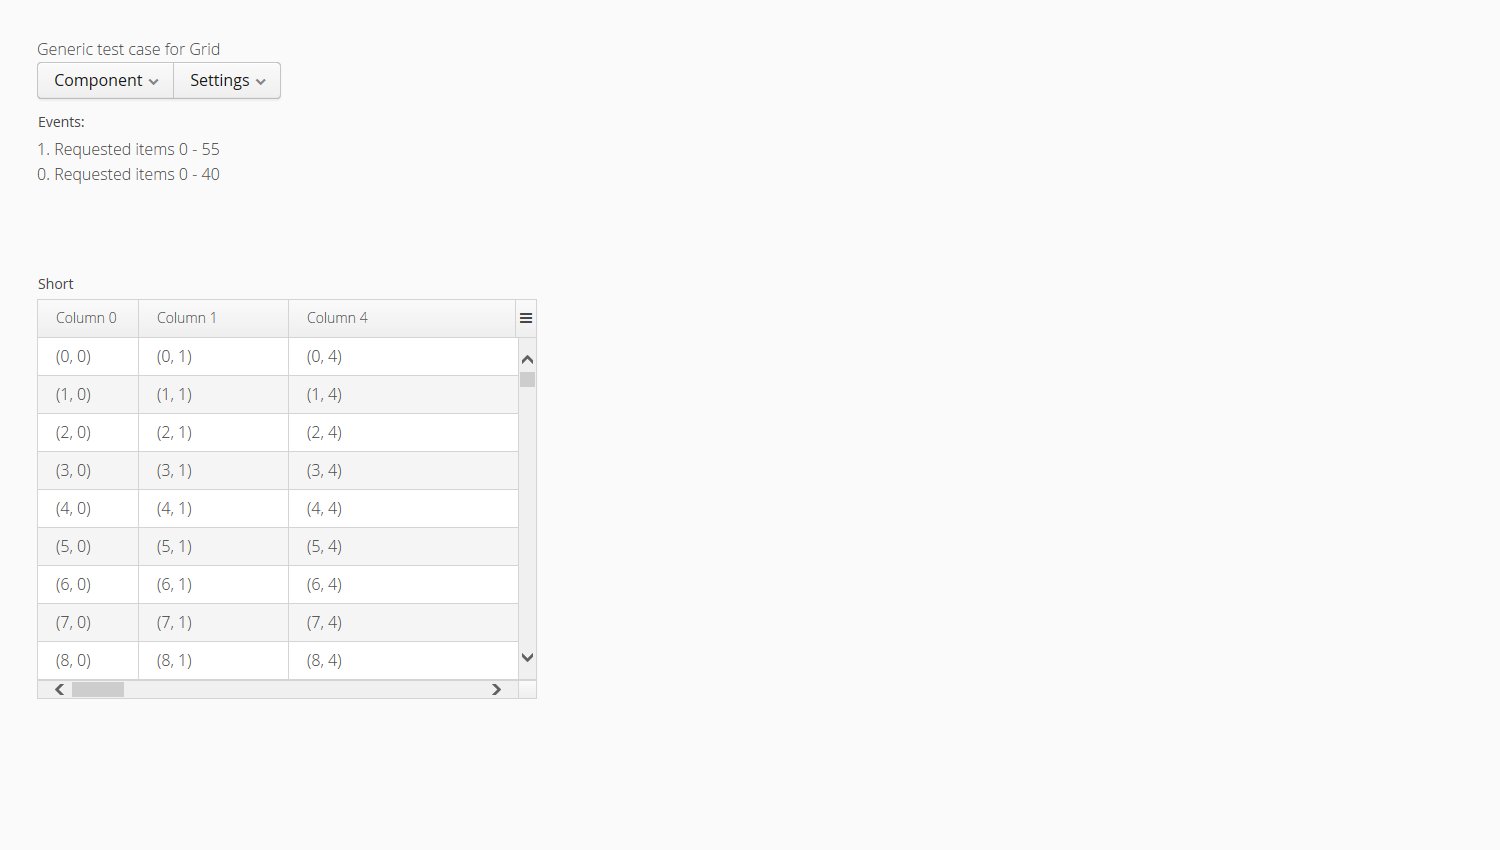 Generic test case for Grid
Component Settings
Events:
1. Requested items 0 - 55
0. Requested items 0 - 40
Short
Column 0 Column 1 Column 4
(0, 0) (0, 1) (0, 4)
(1, 0) (1, 1) (1, 4)
(2, 0) (2, 1) (2, 4)
(3, 0) (3, 1) (3, 4)
(4, 0) (4, 1) (4, 4)
(5, 0) (5, 1) (5, 4)
(6, 0) (6, 1) (6, 4)
(7, 0) (7, 1) (7, 4)
(8, 0) (8, 1) (8, 4)